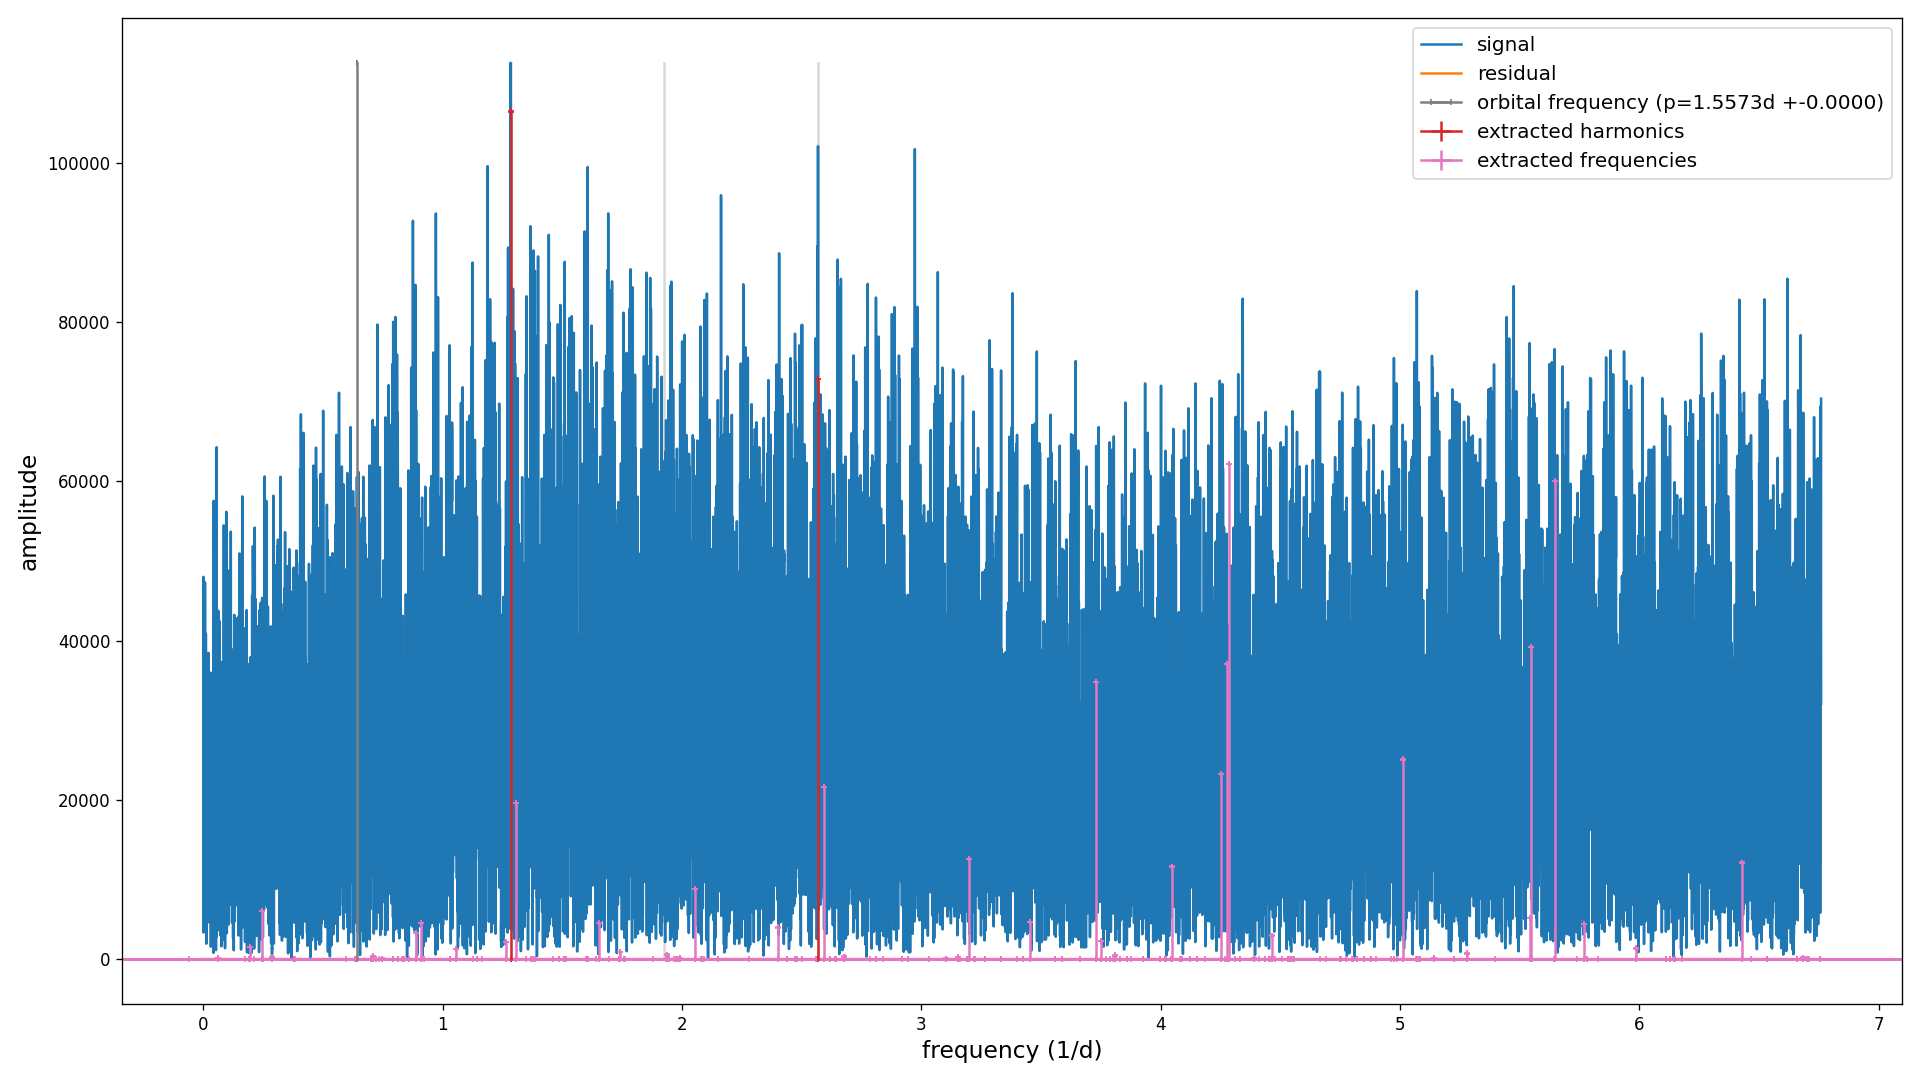 signal
residual
orbital frequency (p=1.5573d +-0.0000)
extracted harmonics
extracted frequencies
amplitude
100000
80000
60000
40000
20000
0
0 1 2 3 4 5 6 7
frequency (1/d)